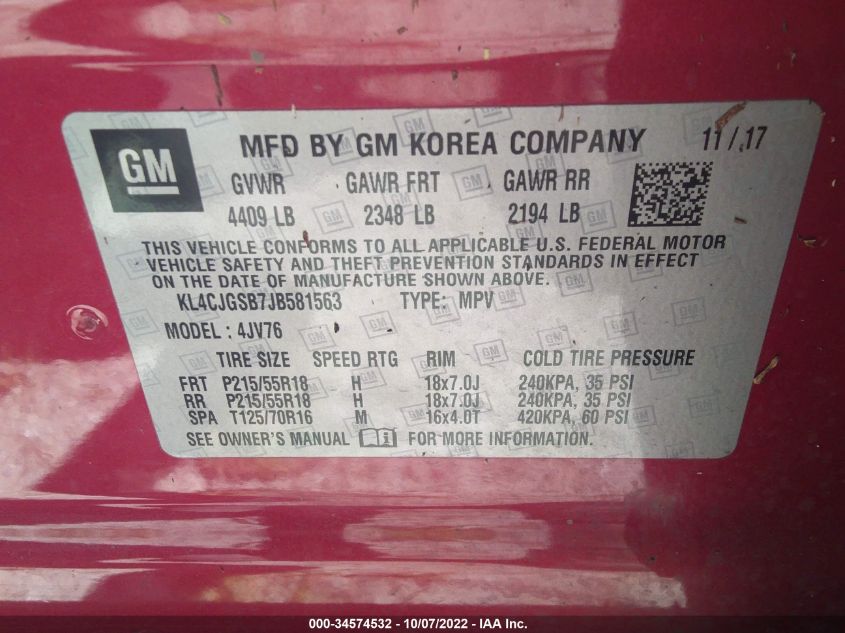 GM MFD BY GM KOREA COMPANY 11/17
GVWR GAWR FRT GAWR RR
4409 LB 2348 LB 2194 LB
THIS VEHICLE CONFORMS TO ALL APPLICABLE U.S. FEDERAL MOTOR
VEHICLE SAFETY AND THEFT PREVENTION STANDARDS IN EFFECT
ON THE DATE OF MANUFACTURE SHOWN ABOVE.
KL4CJGSB7JB581563 TYPE: MPV
MODEL: 4JV76
TIRE SIZE SPEED RTG RIM COLD TIRE PRESSURE
FRT P215/55R18 H 18x7.0J 240KPA, 35 PSI
RR P215/55R18 H 18x7.0J 240KPA, 35 PSI
SPA T125/70R16 M 16x4.0T 420KPA, 60 PSI
SEE OWNER'S MANUAL FOR MORE INFORMATION.
000-34574532 - 10/07/2022 - IAA Inc.